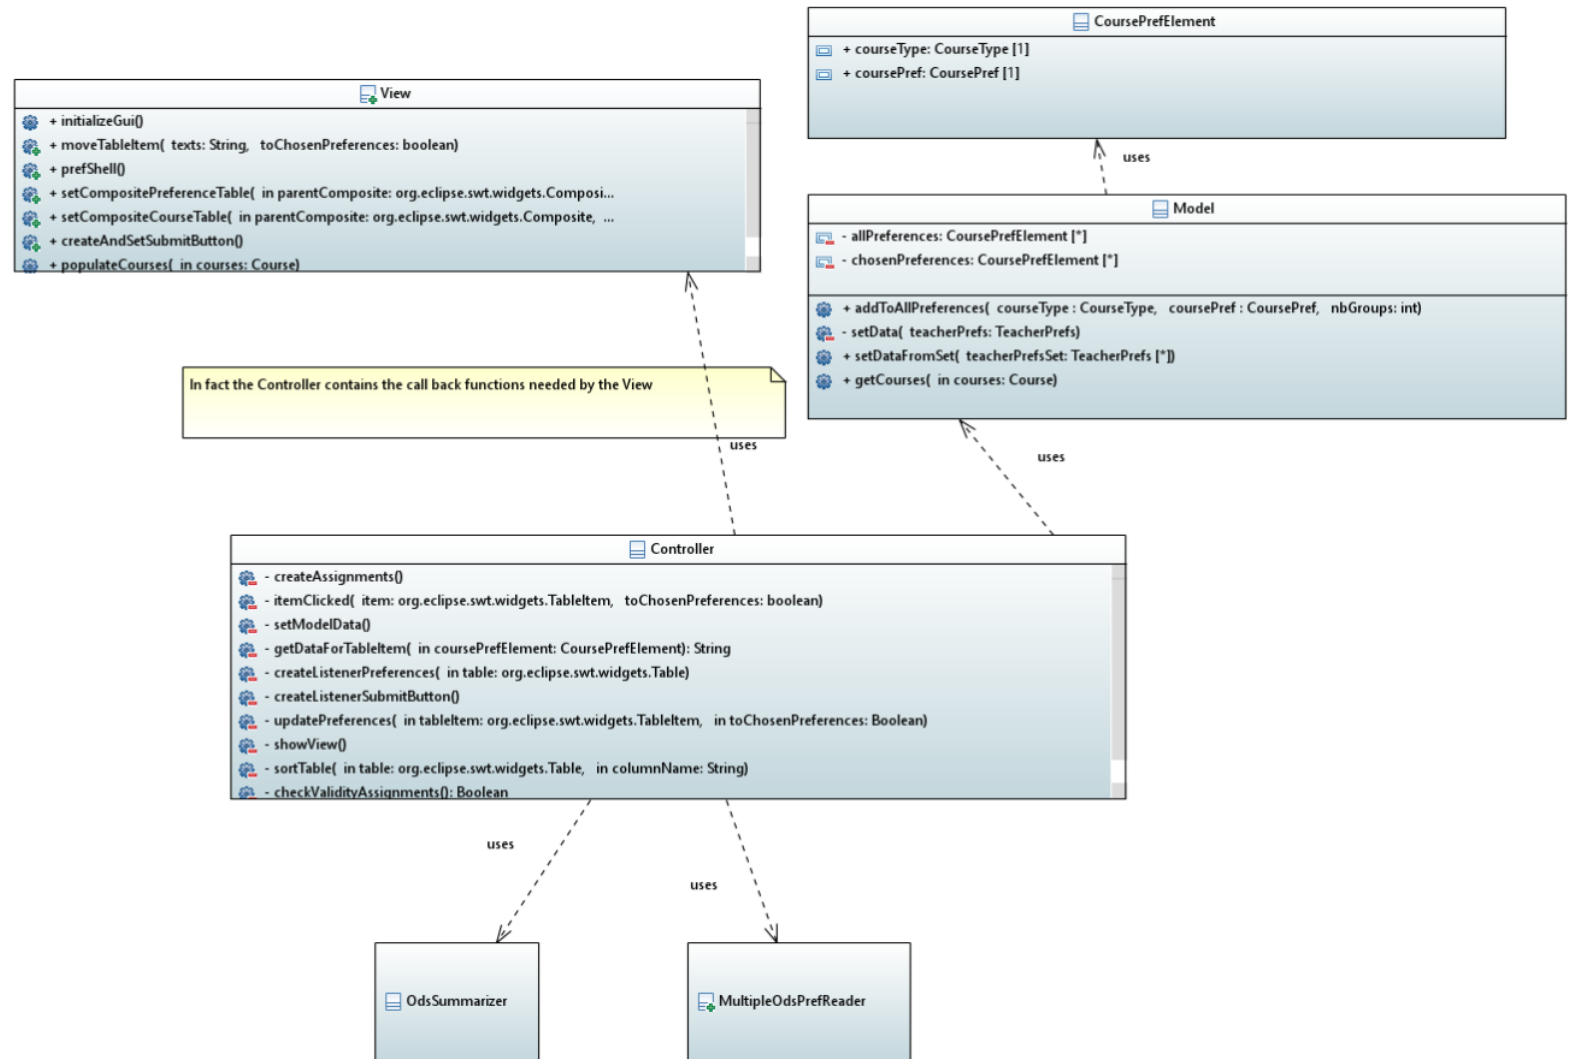 CoursePrefElement
+ courseType: CourseType [1]
+ coursePref: CoursePref [1]
View
+ initializeGui()
+ moveTableItem( texts: String, toChosenPreferences: boolean)
+ prefShell()
+ setCompositePreferenceTable( in parentComposite: org.eclipse.swt.widgets.Composi...
+ setCompositeCourseTable( in parentComposite: org.eclipse.swt.widgets.Composite, ...
+ createAndSetSubmitButton()
+ populateCourses( in courses: Course)
uses
Model
- allPreferences: CoursePrefElement [*]
- chosenPreferences: CoursePrefElement [*]
+ addToAllPreferences( courseType : CourseType, coursePref : CoursePref, nbGroups: int)
- setData( teacherPrefs: TeacherPrefs)
+ setDataFromSet( teacherPrefsSet: TeacherPrefs [*])
+ getCourses( in courses: Course)
In fact the Controller contains the call back functions needed by the View
uses
uses
Controller
- createAssignments()
- itemClicked( item: org.eclipse.swt.widgets.TableItem, toChosenPreferences: boolean)
- setModelData()
- getDataForTableItem( in coursePrefElement: CoursePrefElement): String
- createListenerPreferences( in table: org.eclipse.swt.widgets.Table)
- createListenerSubmitButton()
- updatePreferences( in tableItem: org.eclipse.swt.widgets.TableItem, in toChosenPreferences: Boolean)
- showView()
- sortTable( in table: org.eclipse.swt.widgets.Table, in columnName: String)
- checkValidityAssignments(): Boolean
uses
uses
OdsSummarizer
MultipleOdsPrefReader